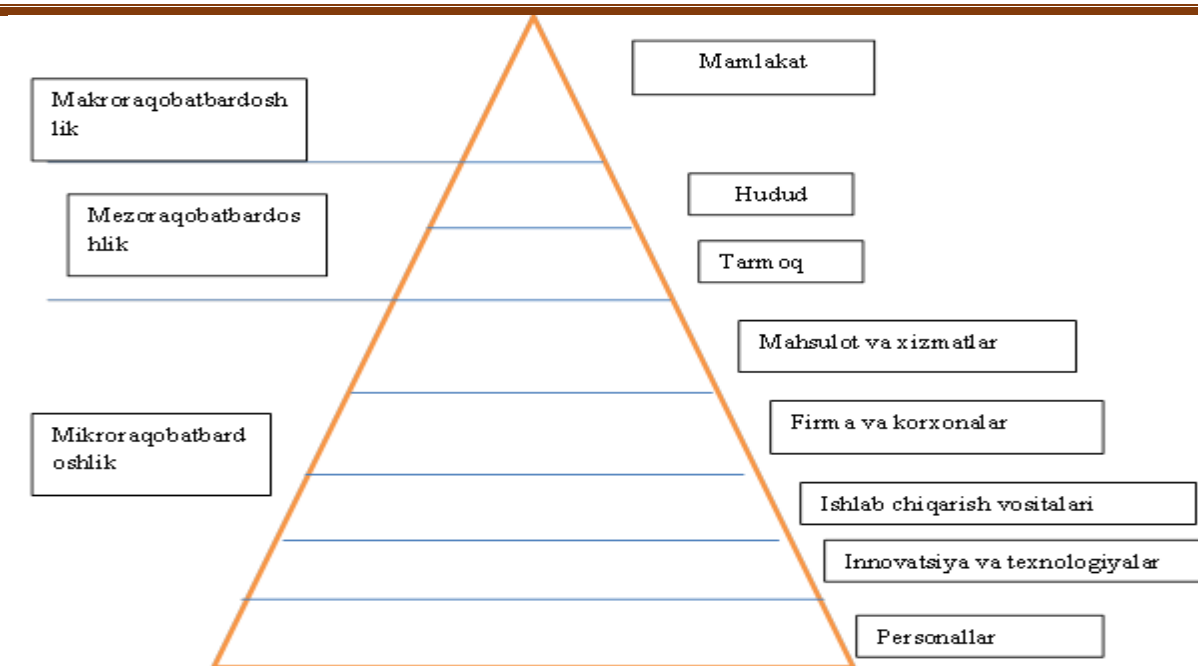 Mamlakat
Makroraqobatbardosh
lik
Hudud
Mezoraqobatbardos
hlik
Tarmoq
Mahsulot va xizmatlar
Firma va korxonalar
Mikroraqobatbard
oshlik
Ishlab chiqarish vositalari
Innovatsiya va texnologiyalar
Personallar